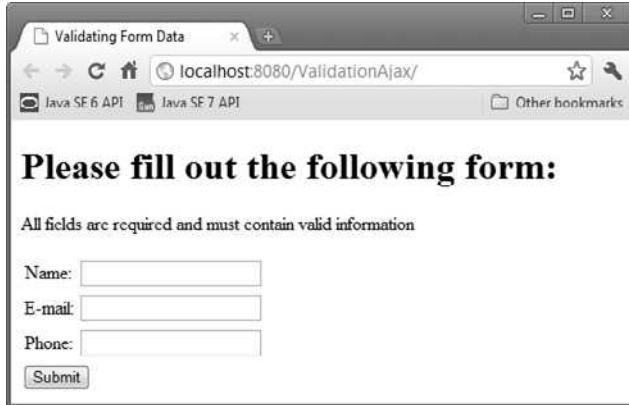 Validating Form Data
localhost:8080/ValidationAjax/
Java SE 6 API Java SE 7 API Other bookmarks
Please fill out the following form:
All fields are required and must contain valid information
Name:
E-mail:
Phone:
Submit